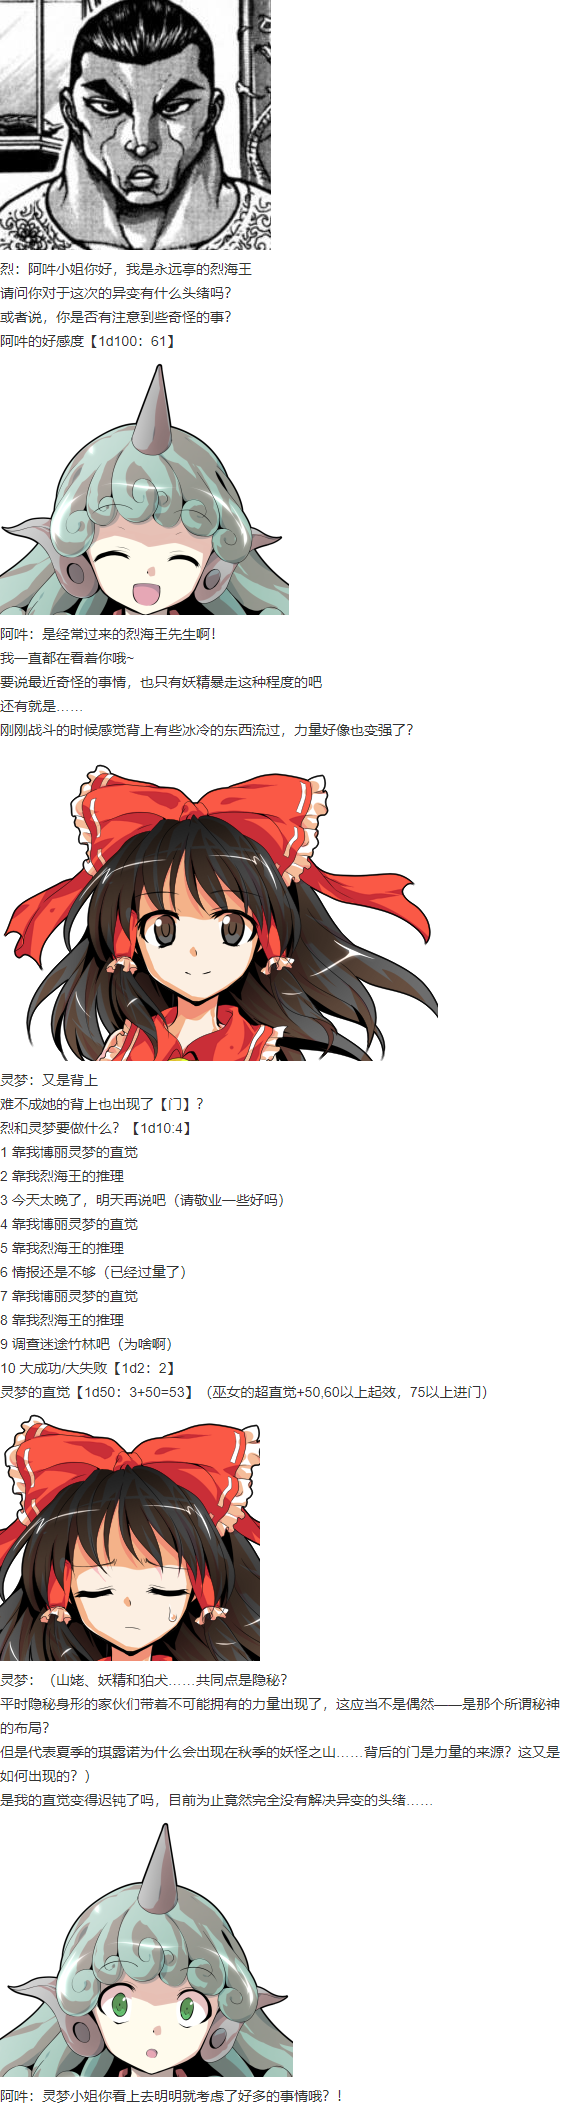 烈：阿吽小姐你好，我是永远亭的烈海王
请问你对于这次的异变有什么头绪吗？
或者说，你是否有注意到些奇怪的事？
阿吽的好感度【1d100：61】
阿吽：是经常过来的烈海王先生啊！
我一直都在看着你哦~
要说最近奇怪的事情，也只有妖精暴走这种程度的吧
还有就是……
刚刚战斗的时候感觉背上有些冰冷的东西流过，力量好像也变强了？
灵梦：又是背上
难不成她的背上也出现了【门】？
烈和灵梦要做什么？【1d10:4】
1 靠我博丽灵梦的直觉
2 靠我烈海王的推理
3 今天太晚了，明天再说吧（请敬业一些好吗）
4 靠我博丽灵梦的直觉
5 靠我烈海王的推理
6 情报还是不够（已经过量了）
7 靠我博丽灵梦的直觉
8 靠我烈海王的推理
9 调查迷途竹林吧（为啥啊）
10 大成功/大失败【1d2：2】
灵梦的直觉【1d50：3+50=53】（巫女的超直觉+50,60以上起效，75以上进门）
灵梦：（山姥、妖精和狛犬……共同点是隐秘？
平时隐秘身形的家伙们带着不可能拥有的力量出现了，这应当不是偶然——是那个所谓秘神
的布局？
但是代表夏季的琪露诺为什么会出现在秋季的妖怪之山……背后的门是力量的来源？这又是
如何出现的？）
是我的直觉变得迟钝了吗，目前为止竟然完全没有解决异变的头绪……
阿吽：灵梦小姐你看上去明明就考虑了好多的事情哦？！